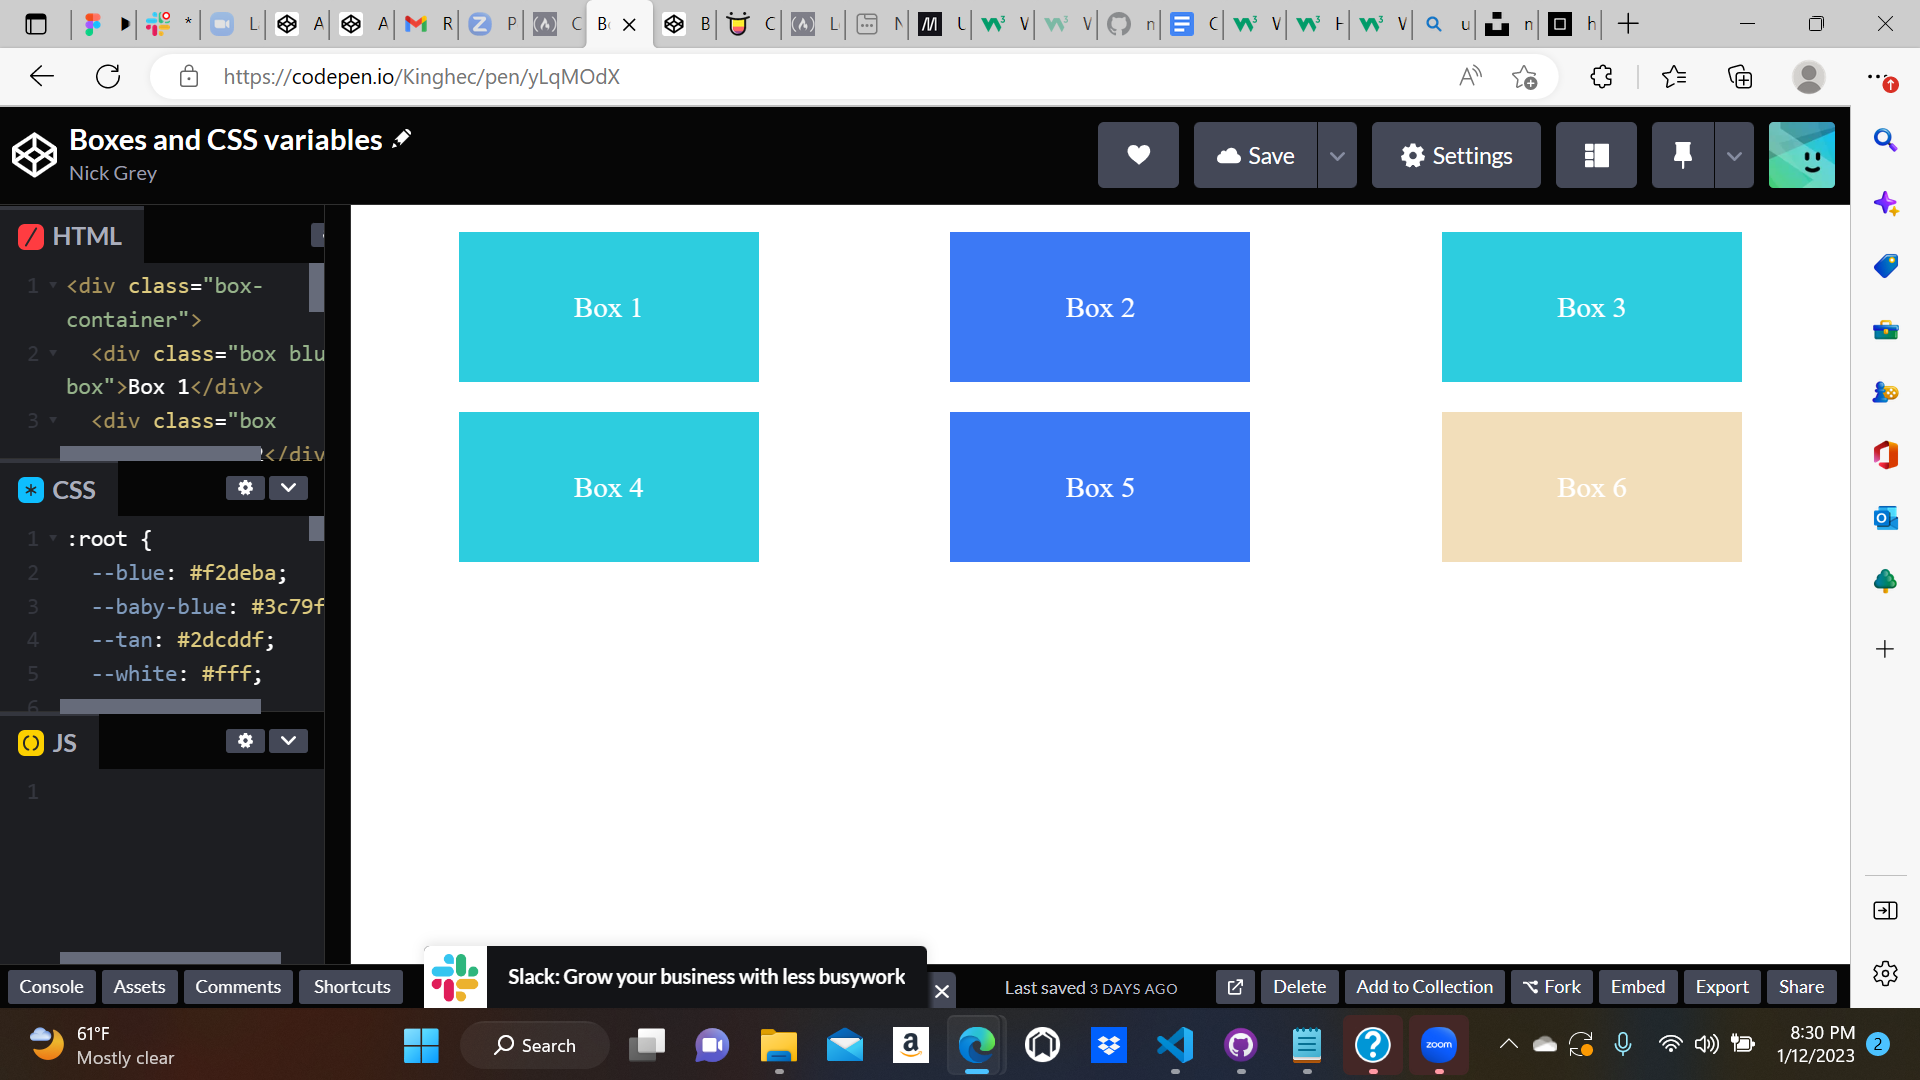 https://codepen.io/Kinghec/pen/yLqMOdX
Boxes and CSS variables
Nick Grey
Save
Settings
HTML
1 <div class="box-
container">
2 <div class="box blu
box">Box 1</div>
3 <div class="box
</div
CSS
1 :root {
2 --blue: #f2deba;
3 --baby-blue: #3c79f
4 --tan: #2dcddf;
5 --white: #fff;
6
JS
1
Box 1
Box 2
Box 3
Box 4
Box 5
Box 6
Slack: Grow your business with less busywork
Console
Assets
Comments
Shortcuts
Last saved 3 DAYS AGO
Delete
Add to Collection
Fork
Embed
Export
Share
61°F
Mostly clear
Search
zoom
8:30 PM
1/12/2023
2